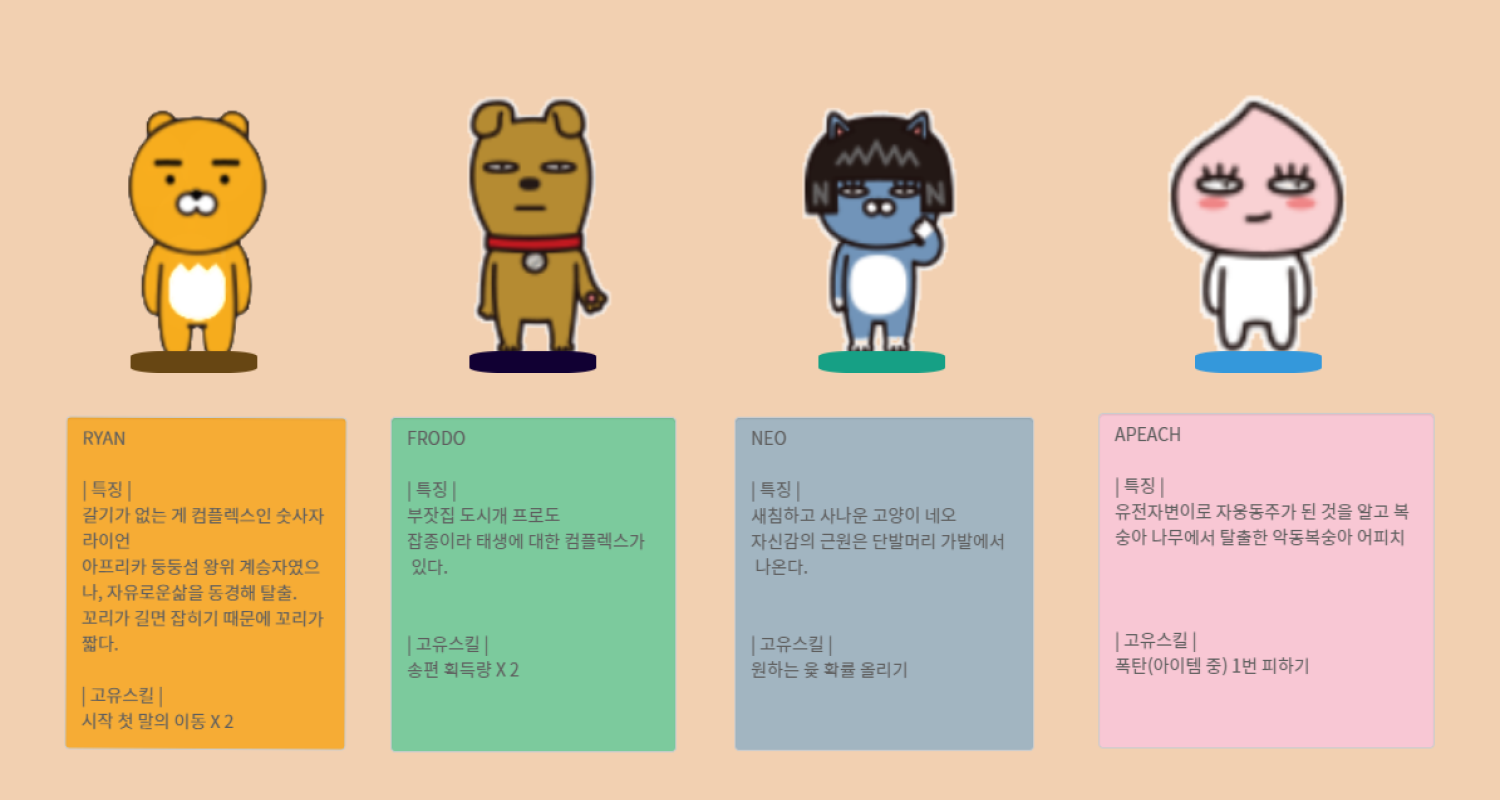 RYAN
| 특징 |
갈기가 없는 게 컴플렉스인 숫사자
라이언
아프리카 둥둥섬 왕위 계승자였으
나, 자유로운삶을 동경해 탈출.
꼬리가 길면 잡히기 때문에 꼬리가
짧다.
| 고유스킬 |
시작 첫 말의 이동 X 2
FRODO
| 특징 |
부잣집 도시개 프로도
잡종이라 태생에 대한 컴플렉스가
있다.
| 고유스킬 |
송편 획득량 X 2
NEO
| 특징 |
새침하고 사나운 고양이 네오
자신감의 근원은 단발머리 가발에서
나온다.
| 고유스킬 |
원하는 윷 확률 올리기
APEACH
| 특징 |
유전자변이로 자웅동주가 된 것을 알고 복
숭아 나무에서 탈출한 악동복숭아 어피치
| 고유스킬 |
폭탄(아이템 중) 1번 피하기
N N